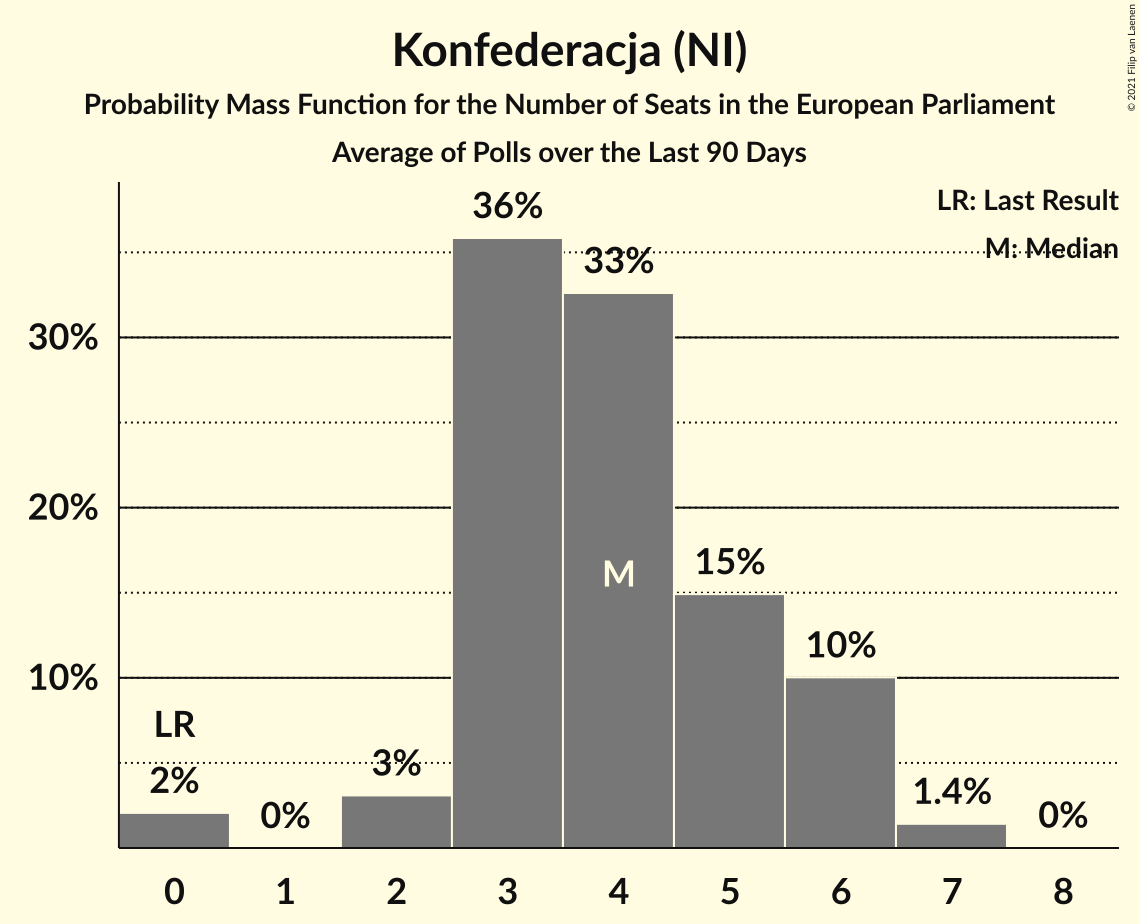 Konfederacja (NI)
Probability Mass Function for the Number of Seats in the European Parliament
Average of Polls over the Last 90 Days
© 2021 Filip van Laenen
LR: Last Result
M: Median
36%
33%
30%
20%
15%
10%
10%
M
LR
2%
0%
3%
1.4%
0%
0 1 2 3 4 5 6 7 8